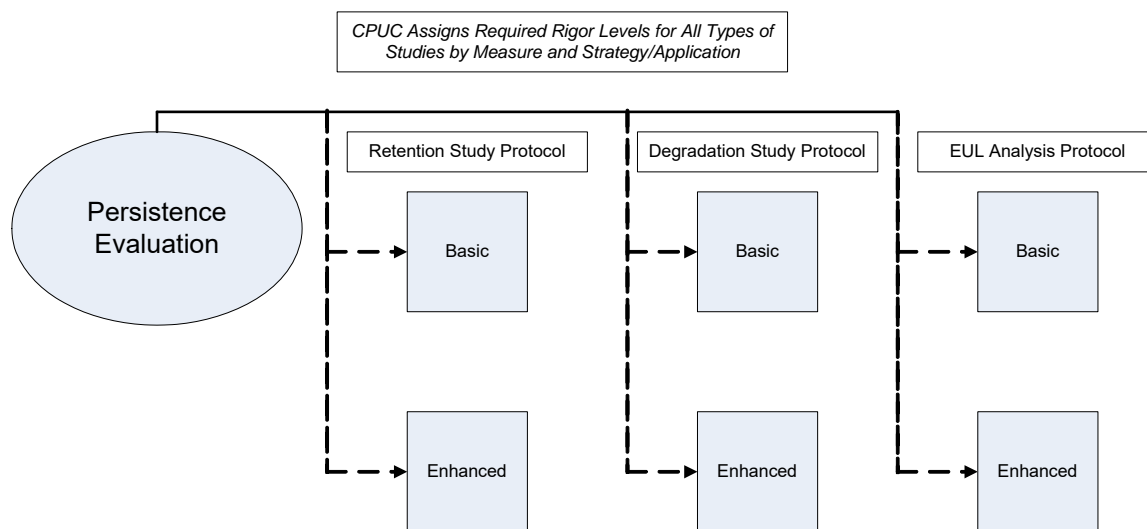 CPUC Assigns Required Rigor Levels for All Types of
Studies by Measure and Strategy/Application
Retention Study Protocol
Degradation Study Protocol
EUL Analysis Protocol
Persistence
Evaluation
Basic
Basic
Basic
Enhanced
Enhanced
Enhanced